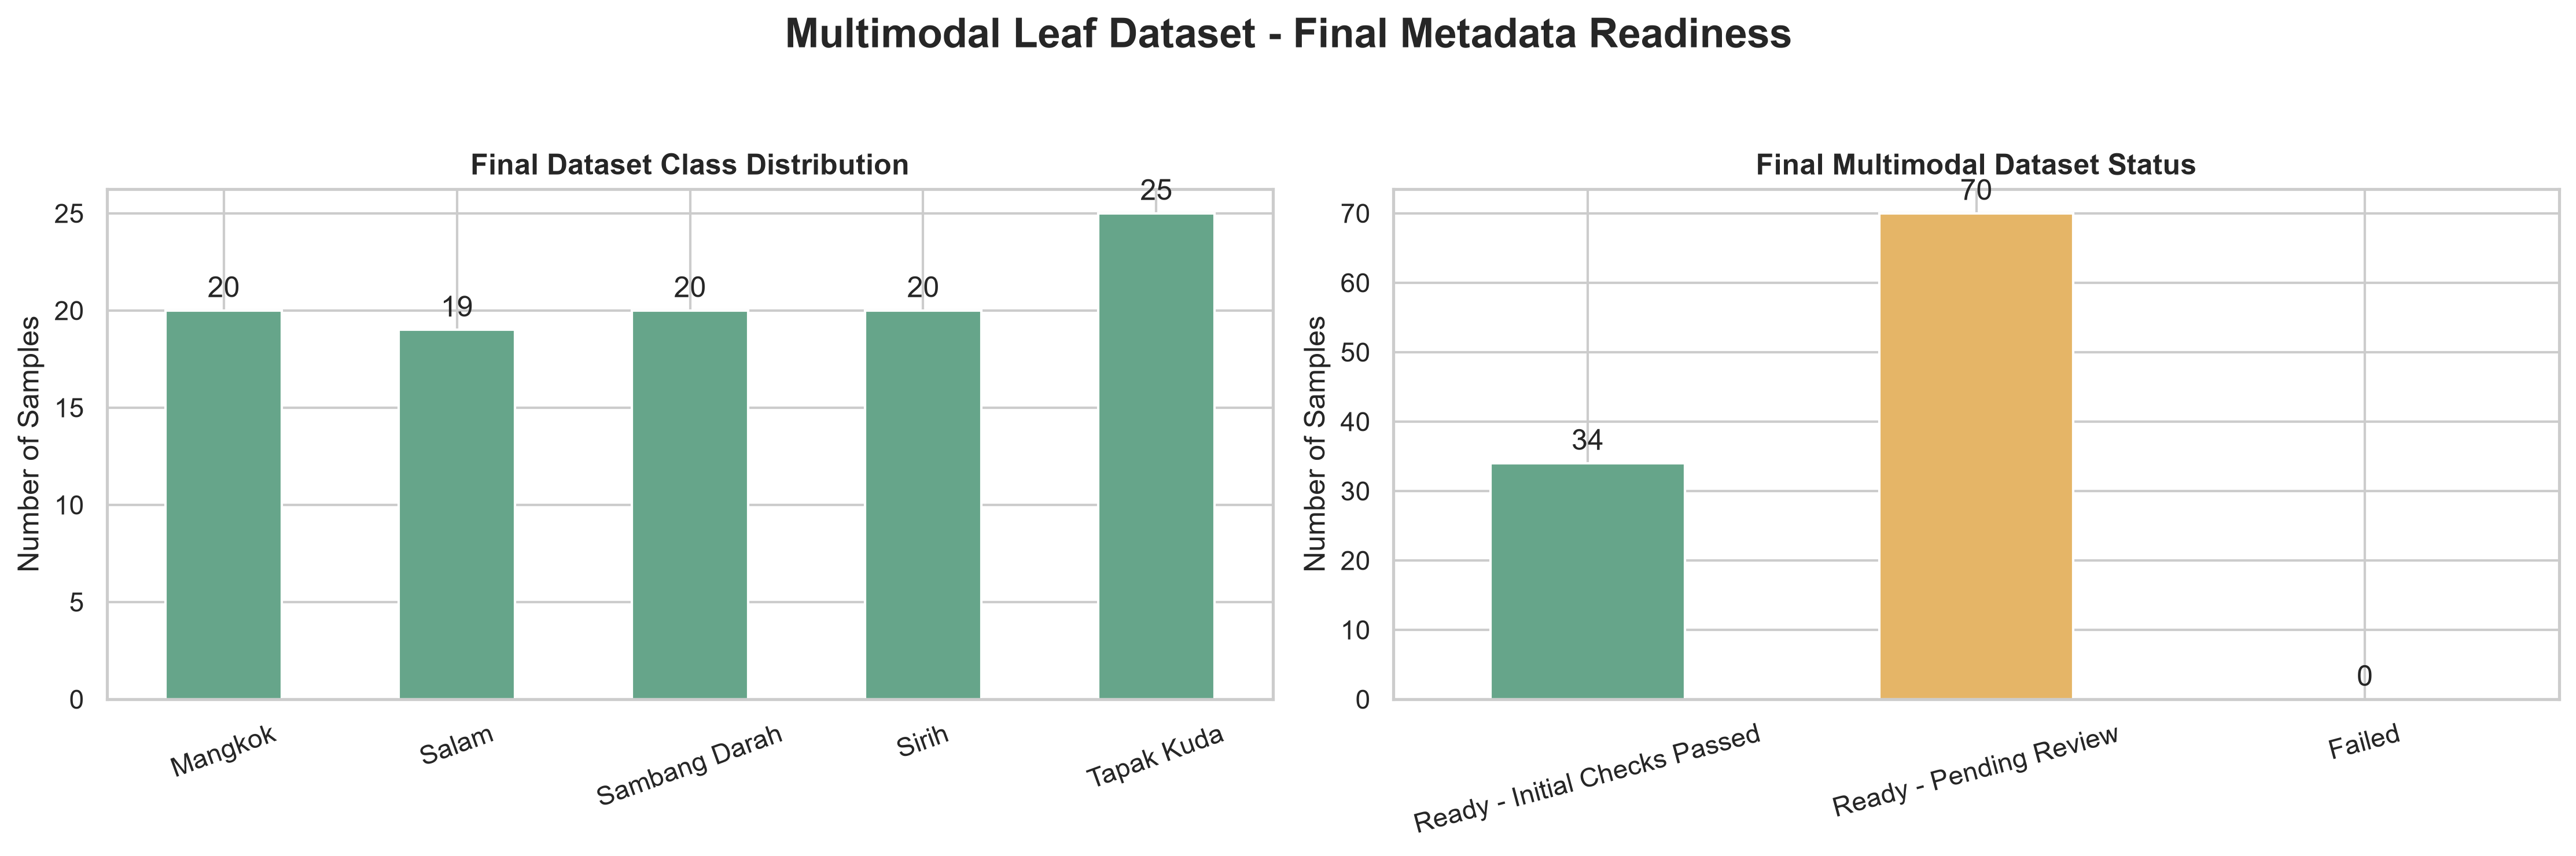 Multimodal Leaf Dataset - Final Metadata Readiness
Final Dataset Class Distribution
Number of Samples
25
20
15
10
5
0
20
19
20
20
25
Mangkok
Salam
Sambang Darah
Sirih
Tapak Kuda
Final Multimodal Dataset Status
Number of Samples
70
60
50
40
30
20
10
0
34
70
0
Ready - Initial Checks Passed
Ready - Pending Review
Failed